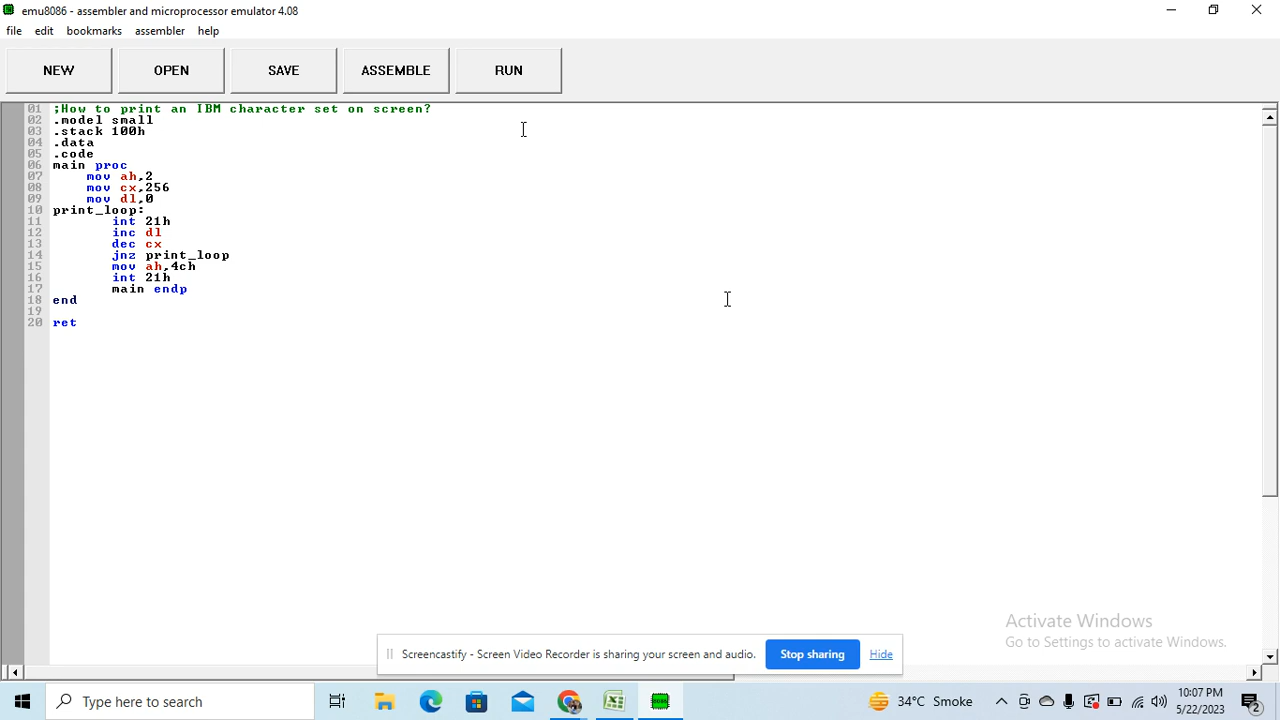 emu8086 - assembler and microprocessor emulator 4.08
file edit bookmarks assembler help
NEW OPEN SAVE ASSEMBLE RUN
01 ;How to print an IBM character set on screen?
02 .model small
03 .stack 100h
04 .data
05 .code
06 main proc
07 mov ah,2
08 mov cx,256
09 mov dl,0
10 print_loop:
11 int 21h
12 inc dl
13 dec cx
14 jnz print_loop
15 mov ah,4ch
16 int 21h
17 main endp
18 end
19
20 ret
Activate Windows
Go to Settings to activate Windows.
Screencastify - Screen Video Recorder is sharing your screen and audio. Stop sharing Hide
Type here to search
34°C Smoke
10:07 PM
5/22/2023
2